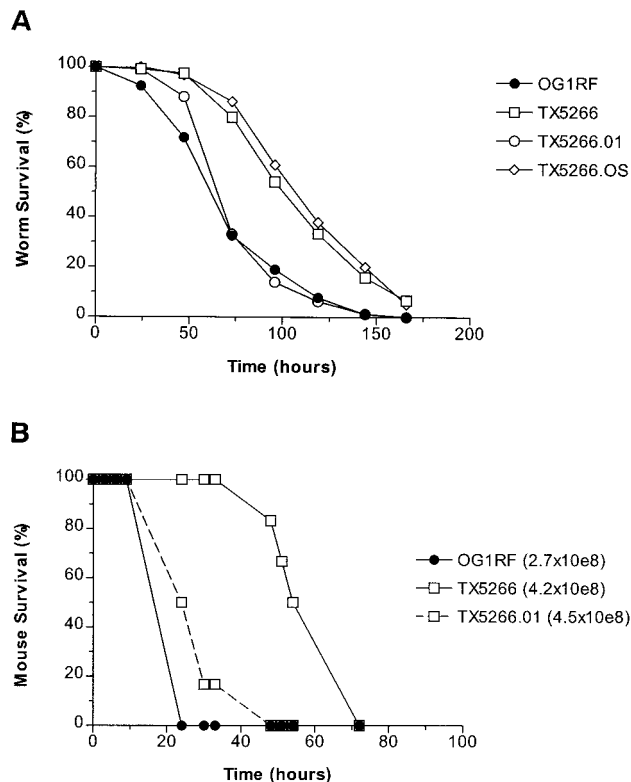 A
100
80
60
40
20
0
Worm Survival (%)
0 50 100 150 200
Time (hours)
OG1RF
TX5266
TX5266.01
TX5266.OS
B
100
80
60
40
20
0
Mouse Survival (%)
0 20 40 60 80 100
Time (hours)
OG1RF (2.7x10e8)
TX5266 (4.2x10e8)
TX5266.01 (4.5x10e8)